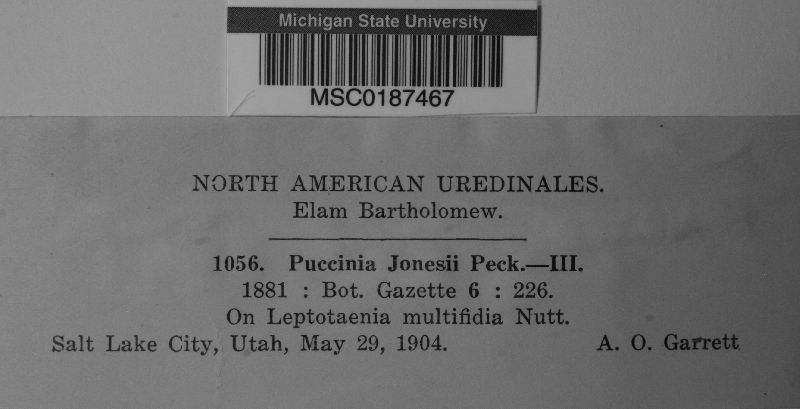 Michigan State University
MSC0187467
NORTH AMERICAN UREDINALES.
Elam Bartholomew.
1056. Puccinia Jonesii Peck.—III.
1881 : Bot. Gazette 6 : 226.
On Leptotaenia multifidia Nutt.
Salt Lake City, Utah, May 29, 1904. A. O. Garrett